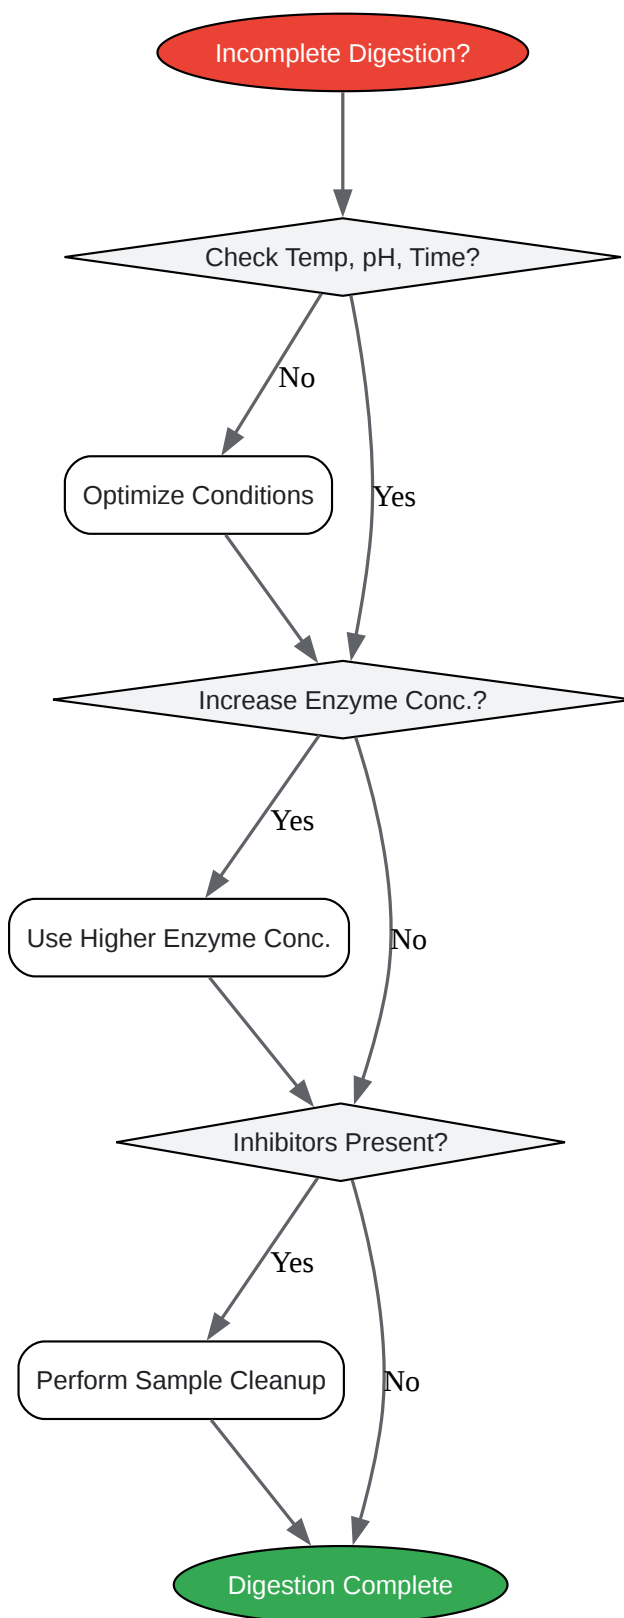 Incomplete Digestion?
Check Temp, pH, Time?
No
Optimize Conditions
Yes
Increase Enzyme Conc.?
Yes
Use Higher Enzyme Conc.
No
Inhibitors Present?
Yes
Perform Sample Cleanup
No
Digestion Complete